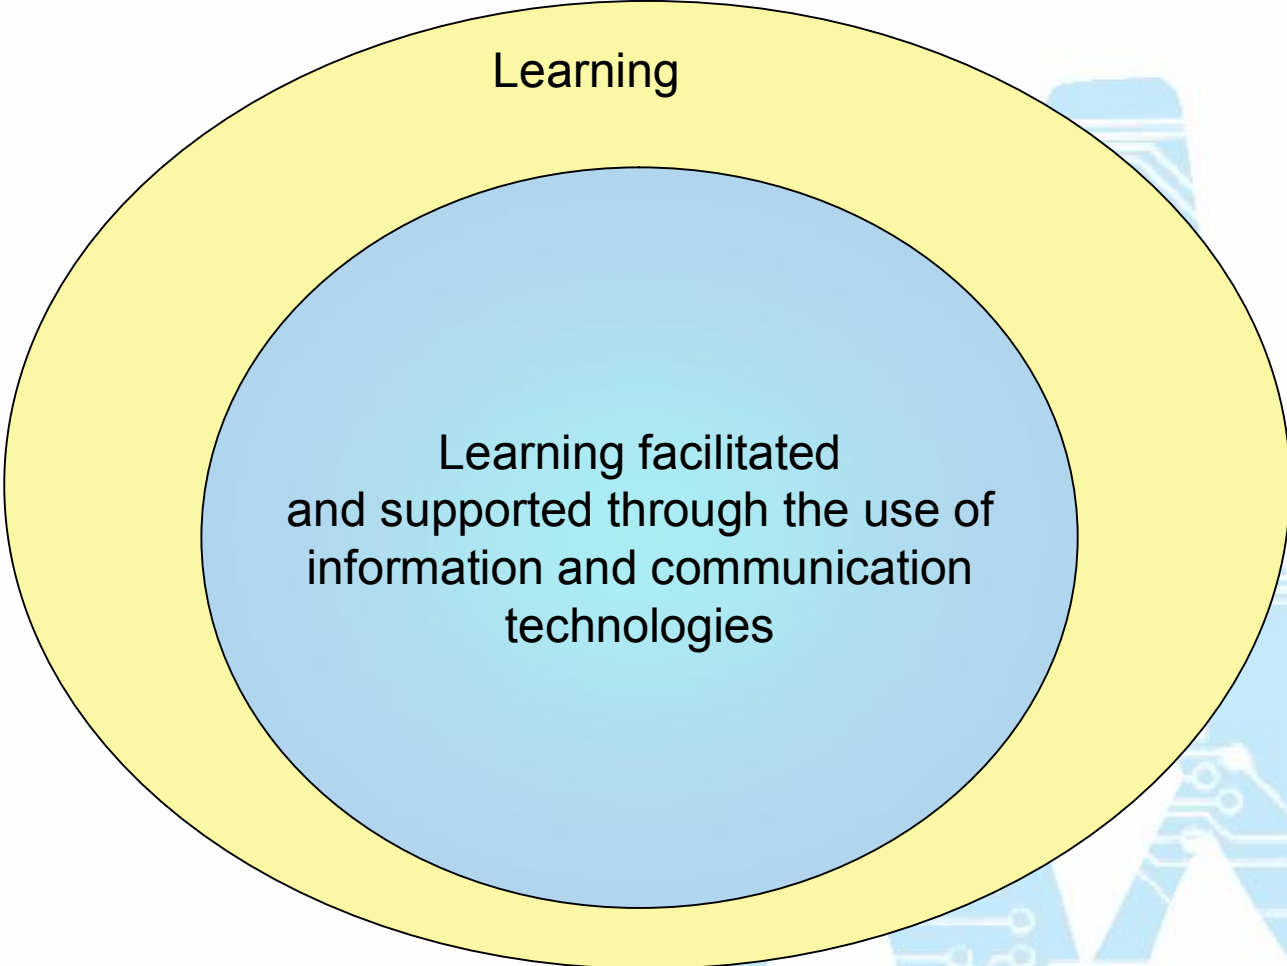 Learning
Learning facilitated
and supported through the use of
information and communication
technologies